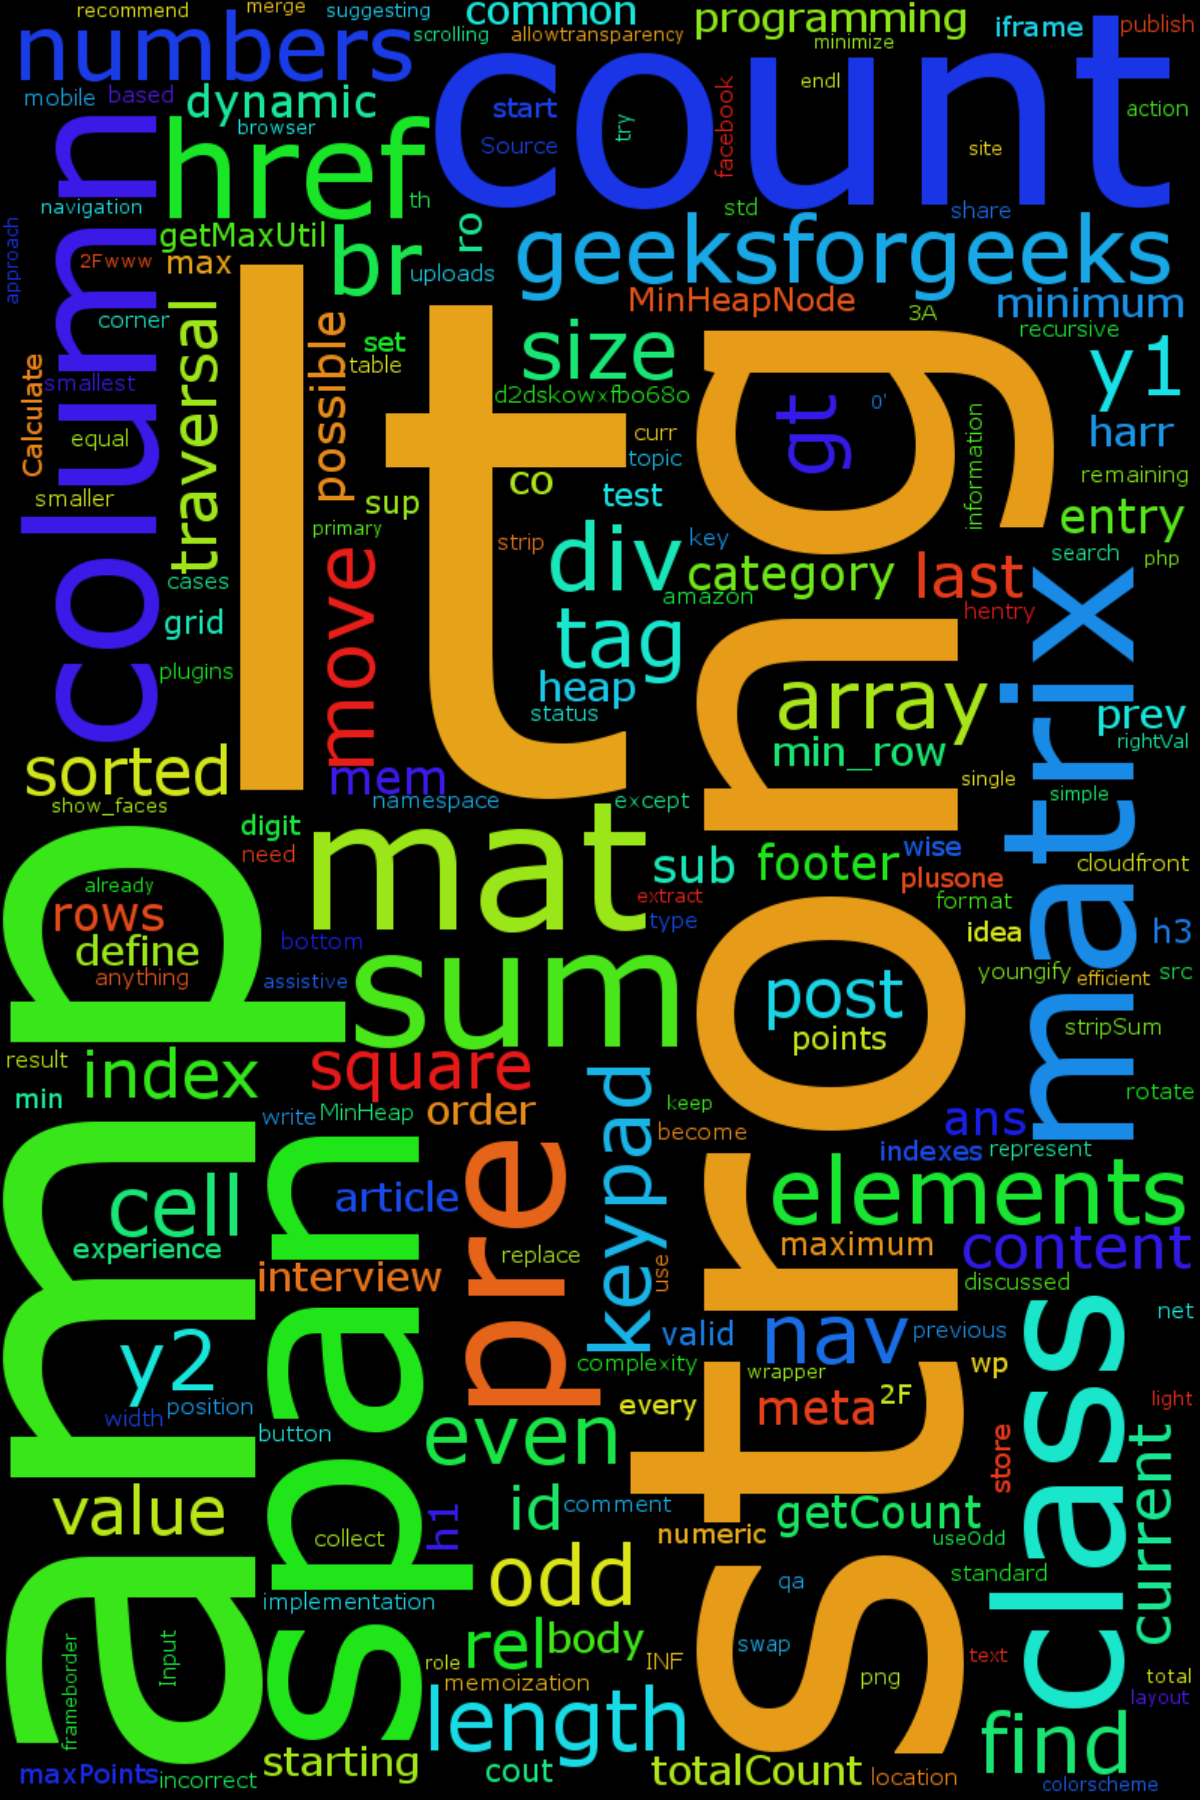 recommend
merge
suggesting
common
programming
iframe
publish
numbers
scrolling
allowtransparency
minimize
count
mobile
based
dynamic
browser
start
Source
try
facebook
endl
site
action
column
href
th
ro
std
share
navigation
approach
2Fwww
getMaxUtil
max
br
uploads
geeksforgeeks
MinHeapNode
minimum
3A
recursive
corner
traversal
lt
possible
set
table
size
d2dskowxfbo68o
strong
gt
0'
y1
Calculate
smallest
equal
smaller
curr
topic
co
test
sup
information
harr
remaining
entry
primary
strip
div
key
category
amazon
last
search
php
hentry
cases
grid
plugins
move
tag
heap
status
array
min_row
matrix
prev
rightVal
sorted
show_faces
mem
namespace
except
single
simple
digit
need
mat
sub
footer
wise
plusone
cloudfront
amp
already
rows
define
anything
bottom
assistive
extract
type
format
idea
h3
sum
post
points
youngify
efficient
src
stripSum
result
index
min
square
write
MinHeap
order
keypad
keep
become
ans
rotate
indexes
represent
span
cell
experience
article
interview
pre
replace
use
elements
maximum
content
discussed
net
y2
width
position
button
complexity
valid
nav
previous
wrapper
wp
class
every
meta
2F
light
store
current
even
value
collect
h1
id
comment
numeric
getCount
useOdd
standard
odd
implementation
qa
frameborder
Input
rel
body
role
memoization
INF
swap
png
text
total
layout
length
find
maxPoints
incorrect
starting
cout
totalCount
location
colorscheme